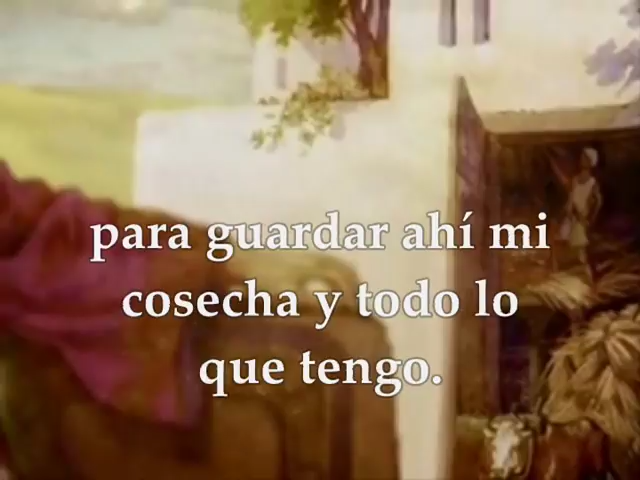 para guardar ahí mi
cosecha y todo lo
que tengo.